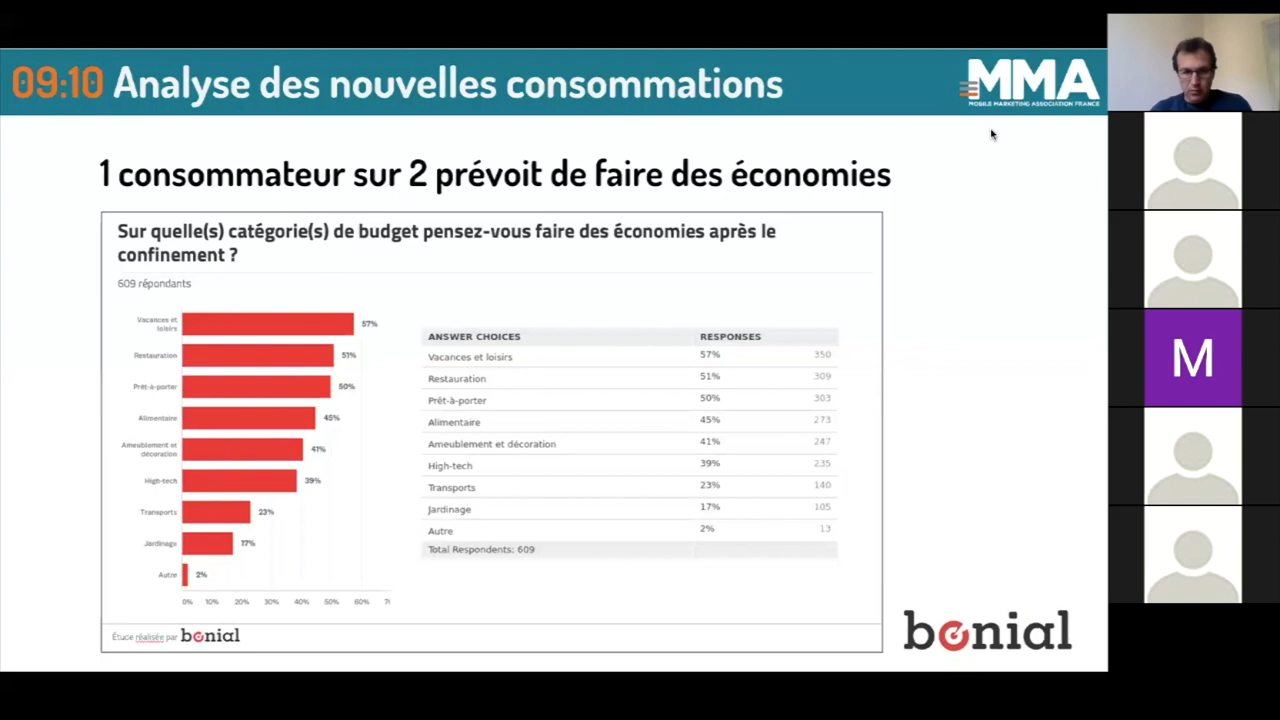 09:10 Analyse des nouvelles consommations
MMA
MOBILE MARKETING ASSOCIATION FRANCE
1 consommateur sur 2 prévoit de faire des économies
Sur quelle(s) catégorie(s) de budget pensez-vous faire des économies après le
confinement ?
609 répondants
Vacances et
loisirs
57%
Restauration 51%
Prêt-à-porter 50%
Alimentaire 45%
Ameublement et
décoration
41%
High-tech 39%
Transports 23%
Jardinage 17%
Autre 2%
0% 10% 20% 30% 40% 50% 60% 7
ANSWER CHOICES RESPONSES
Vacances et loisirs 57% 350
Restauration 51% 309
Prêt-à-porter 50% 303
Alimentaire 45% 273
Ameublement et décoration 41% 247
High-tech 39% 235
Transports 23% 140
Jardinage 17% 105
Autre 2% 13
Total Respondents: 609
Étude réalisée par bonial
bonial
M